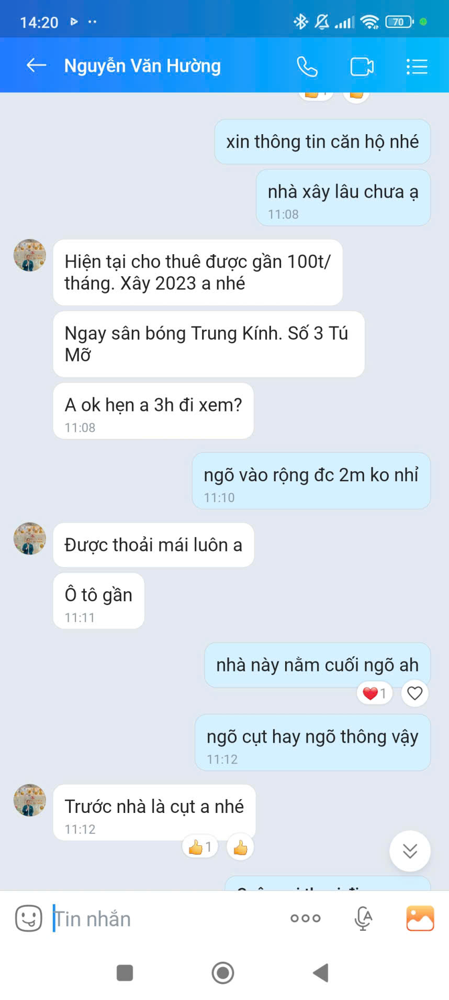 14:20
70
Nguyễn Văn Hường
1
xin thông tin căn hộ nhé
nhà xây lâu chưa ạ
11:08
Hiện tại cho thuê được gần 100t/
tháng. Xây 2023 a nhé
Ngay sân bóng Trung Kính. Số 3 Tú
Mỡ
A ok hẹn a 3h đi xem?
11:08
ngõ vào rộng đc 2m ko nhỉ
11:10
Được thoải mái luôn a
Ô tô gần
11:11
nhà này nằm cuối ngõ ah
1
ngõ cụt hay ngõ thông vậy
11:12
Trước nhà là cụt a nhé
11:12
1
Tin nhắn